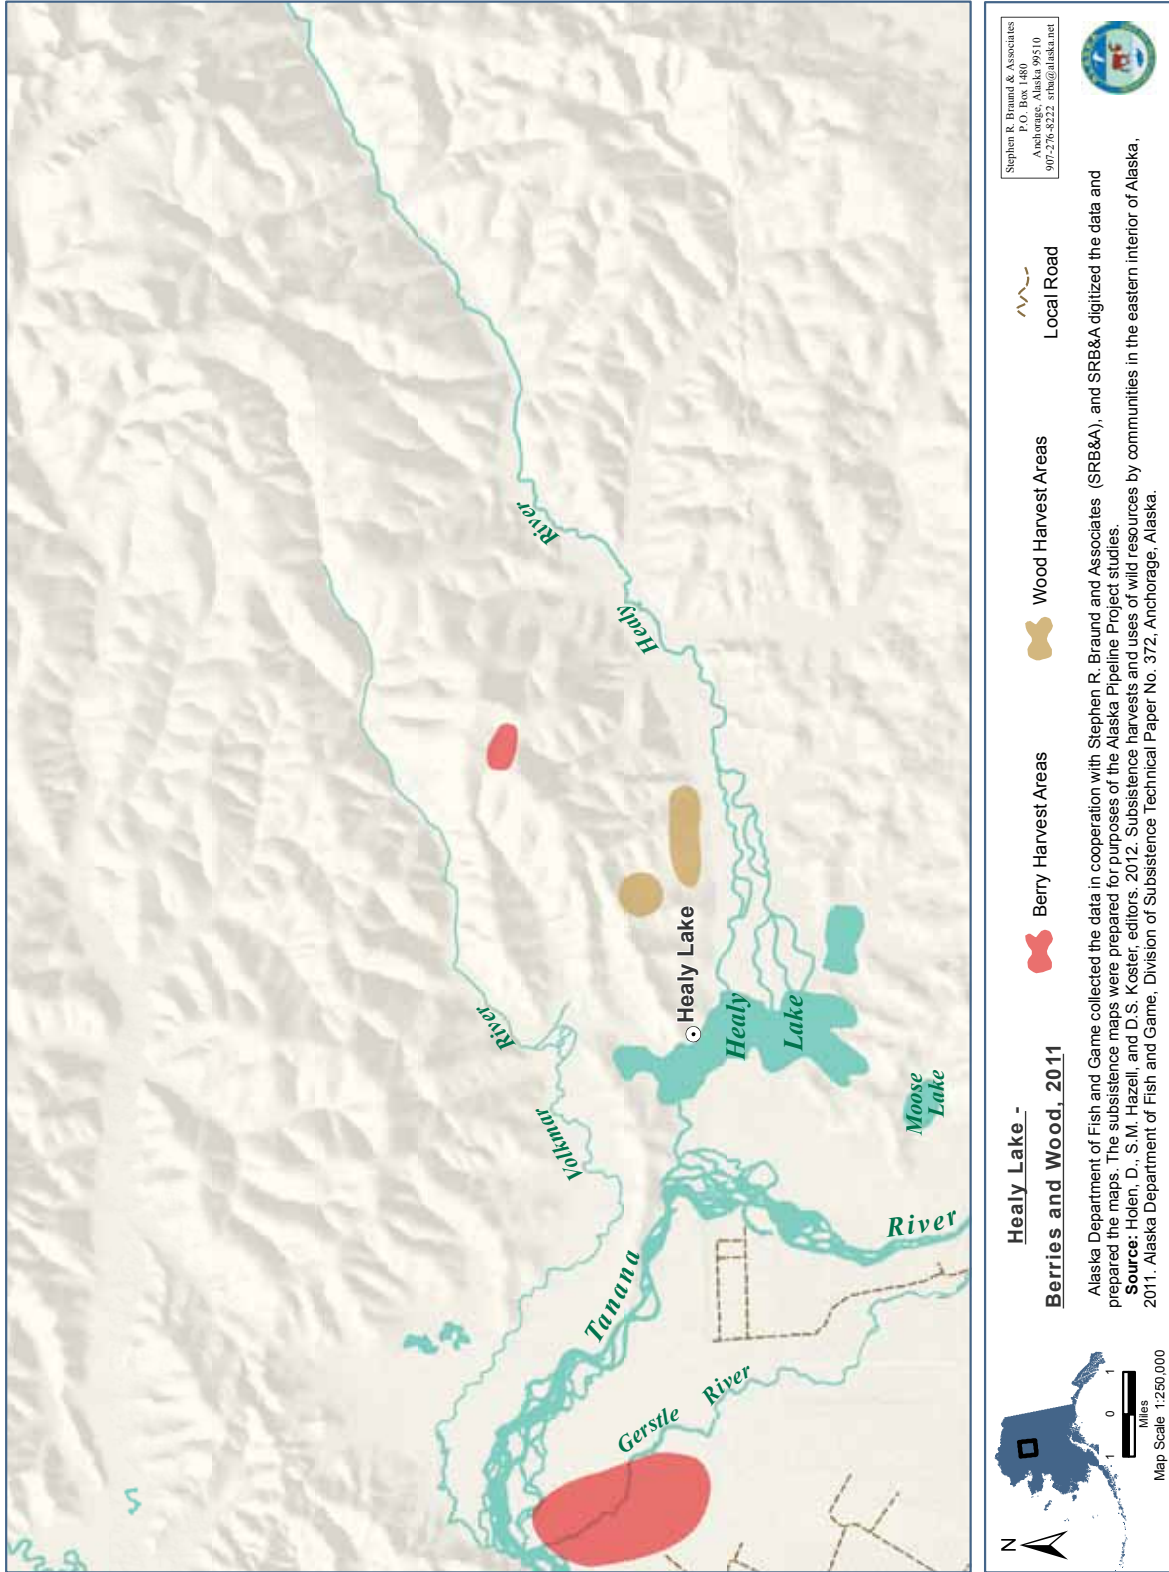 River
Healy
River
Volkmar
Healy Lake
Healy
Lake
Moose
Lake
Tanana
River
Gerstle
River
Healy Lake -
Berries and Wood, 2011
Berry Harvest Areas
Wood Harvest Areas
Local Road
Stephen R. Braund & Associates
P.O. Box 1480
Anchorage, Alaska 99510
907-276-8222 srba@alaska.net
N
1 0 1
Miles
Map Scale 1:250,000
Alaska Department of Fish and Game collected the data in cooperation with Stephen R. Braund and Associates (SRB&A), and SRB&A digitized the data and
prepared the maps. The subsistence maps were prepared for purposes of the Alaska Pipeline Project studies.
Source: Holen, D., S.M. Hazell, and D.S. Koster, editors. 2012. Subsistence harvests and uses of wild resources by communities in the eastern interior of Alaska,
2011. Alaska Department of Fish and Game, Division of Subsistence Technical Paper No. 372, Anchorage, Alaska.